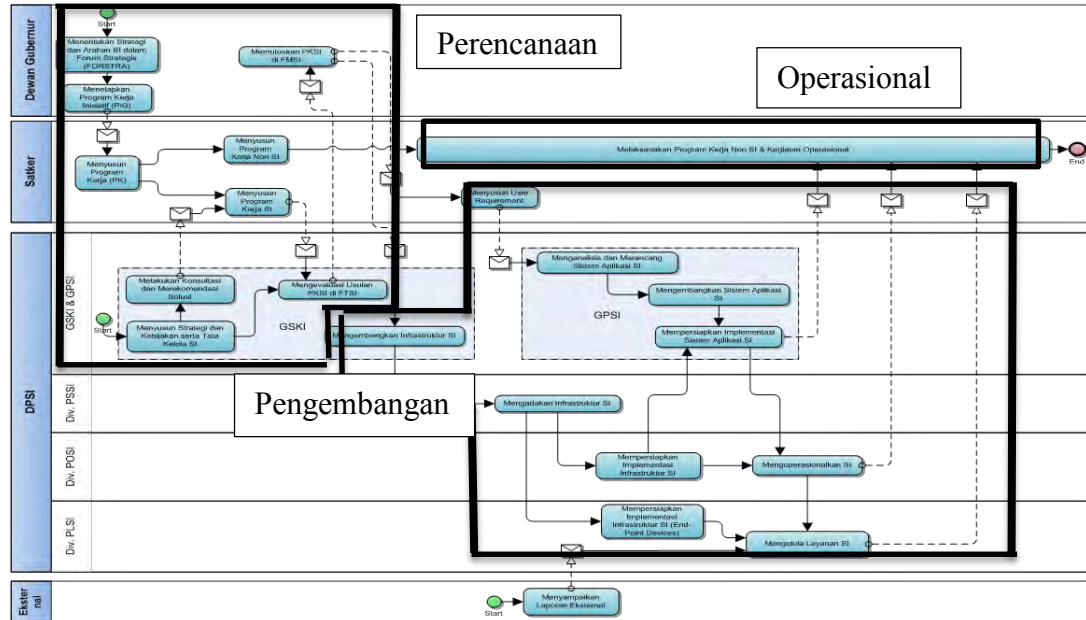 Dewan Gubernur
Start
Menentukan Strategi
dan Arahan BI dalam
Forum Strategis
(FORSTRA)
Menetapkan
Program Kerja
Inisiatif (PKI)
Memutuskan PKSI
di FMSI
Perencanaan
Operasional
Satker
Menyusun
Program
Kerja (PK)
Menyusun
Program
Kerja Non SI
Menyusun
Program
Kerja SI
Melaksanakan Program Kerja Non SI & Kegiatan Operasional
End
Menyusun User
Requirement
DPSI
GSKI & GPSI
Start
Melakukan Konsultasi
dan Merekomendasi
Solusi
Menyusun Strategi dan
Kebijakan serta Tata
Kelola SI
Mengevaluasi Usulan
PKSI di FTSI
GSKI
Mengembangkan Infrastruktur SI
Menganalisis dan Merancang
Sistem Aplikasi SI
Mengembangkan Sistem Aplikasi
SI
GPSI
Mempersiapkan Implementasi
Sistem Aplikasi SI
Pengembangan
Div. PSSI
Mengadakan Infrastruktur SI
Div. POSI
Mempersiapkan
Implementasi
Infrastruktur SI
Mengoperasionalkan SI
Div. PLSI
Mempersiapkan
Implementasi
Infrastruktur SI (End-
Point Devices)
Mengelola Layanan SI
Ekster
nal
Start
Menyampaikan
Laporan Eksternal